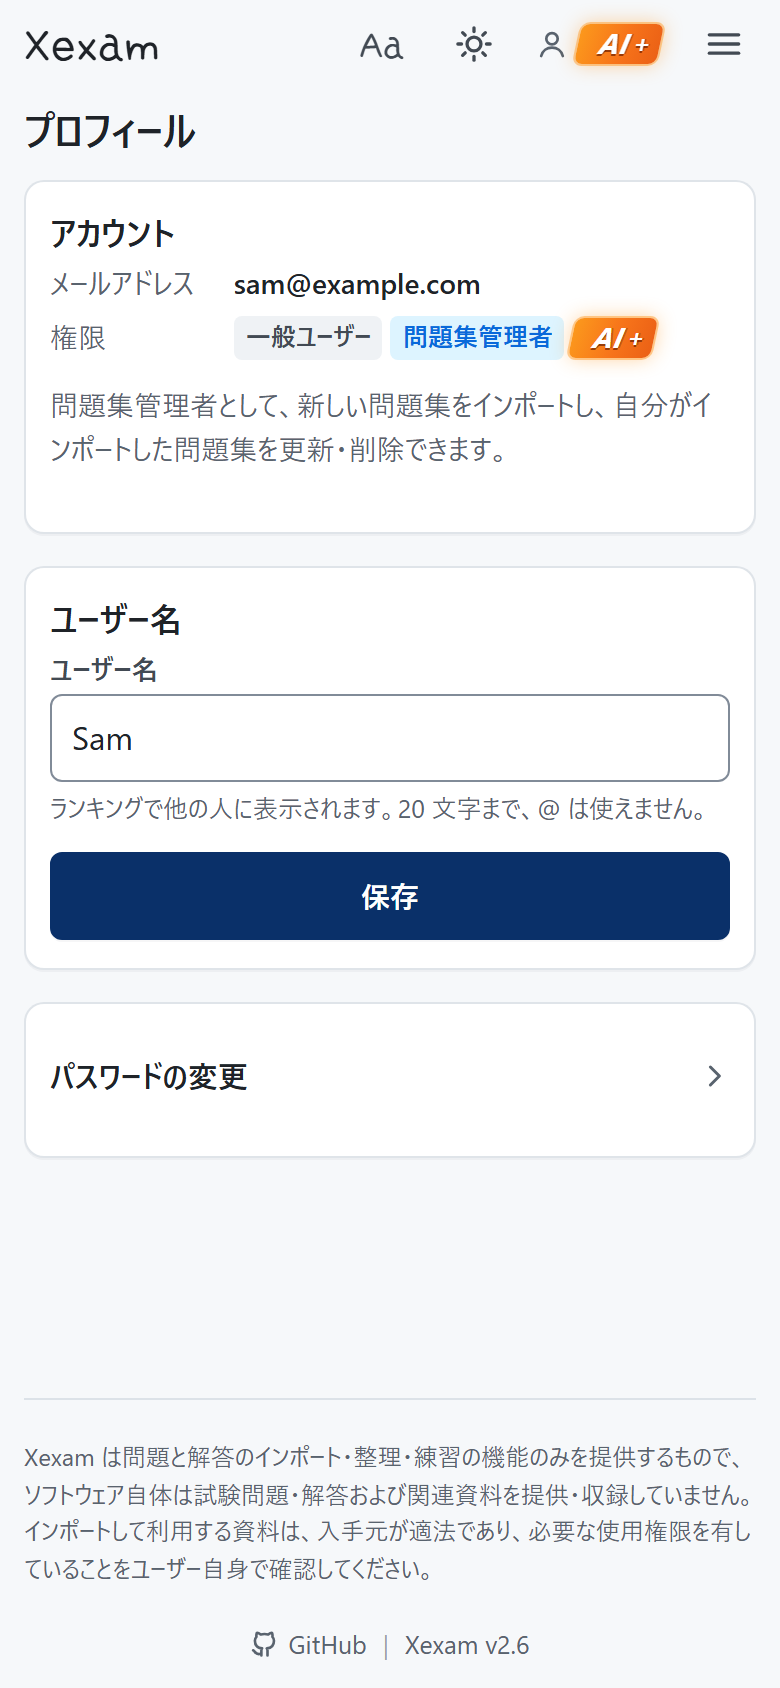 Xexam Aa AI+
プロフィール
アカウント
メールアドレス sam@example.com
権限 一般ユーザー 問題集管理者 AI+
問題集管理者として、新しい問題集をインポートし、自分がイ
ンポートした問題集を更新・削除できます。
ユーザー名
ユーザー名
Sam
ランキングで他の人に表示されます。20 文字まで、@ は使えません。
保存
パスワードの変更
Xexam は問題と解答のインポート・整理・練習の機能のみを提供するもので、
ソフトウェア自体は試験問題・解答および関連資料を提供・収録していません。
インポートして利用する資料は、入手元が適法であり、必要な使用権限を有し
ていることをユーザー自身で確認してください。
GitHub | Xexam v2.6